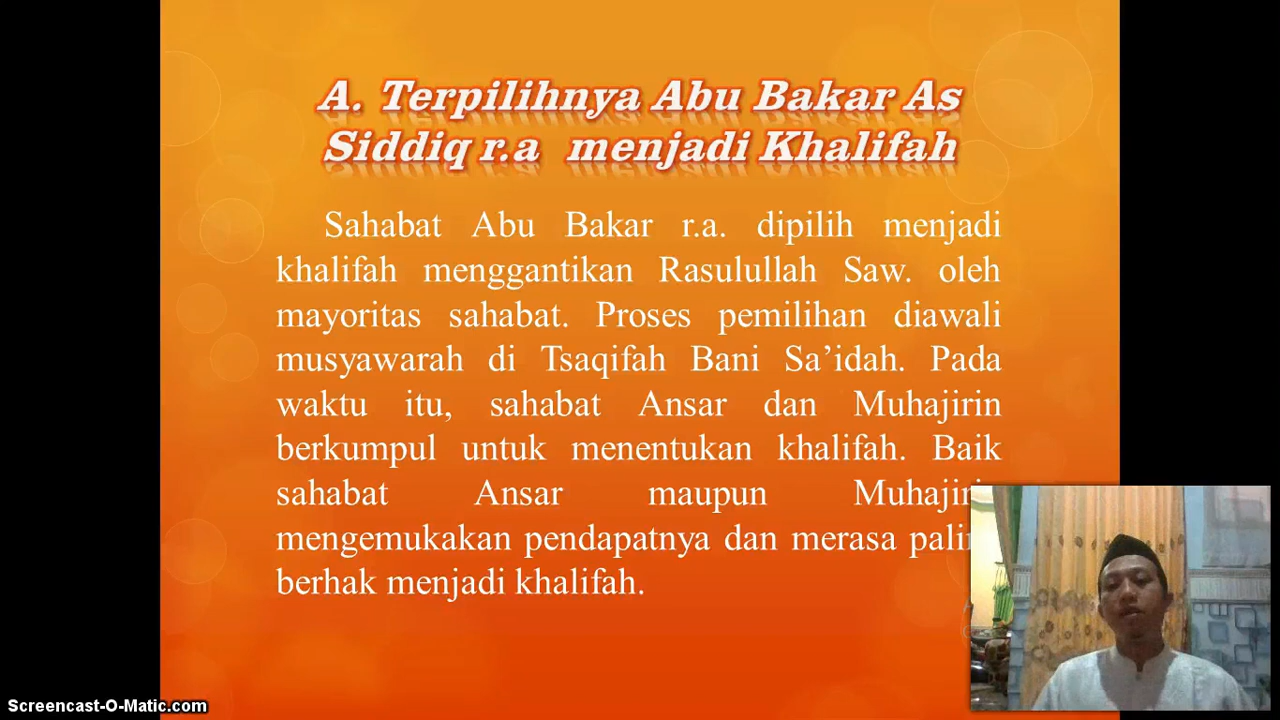 A. Terpilihnya Abu Bakar As
Siddiq r.a menjadi Khalifah
Sahabat Abu Bakar r.a. dipilih menjadi
khalifah menggantikan Rasulullah Saw. oleh
mayoritas sahabat. Proses pemilihan diawali
musyawarah di Tsaqifah Bani Sa’idah. Pada
waktu itu, sahabat Ansar dan Muhajirin
berkumpul untuk menentukan khalifah. Baik
sahabat Ansar maupun
mengemukakan pendapatnya dan merasa
berhak menjadi khalifah.
Screencast-O-Matic.com